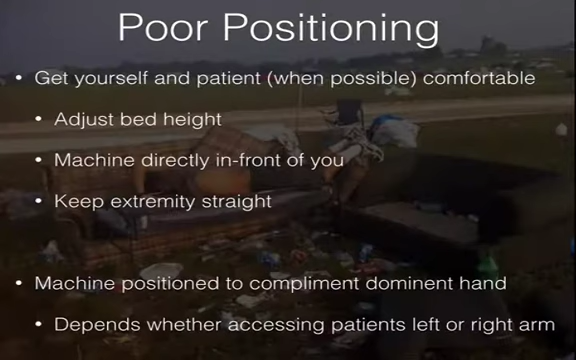 Poor Positioning
• Get yourself and patient (when possible) comfortable
• Adjust bed height
• Machine directly in-front of you
• Keep extremity straight
• Machine positioned to compliment dominent hand
• Depends whether accessing patients left or right arm